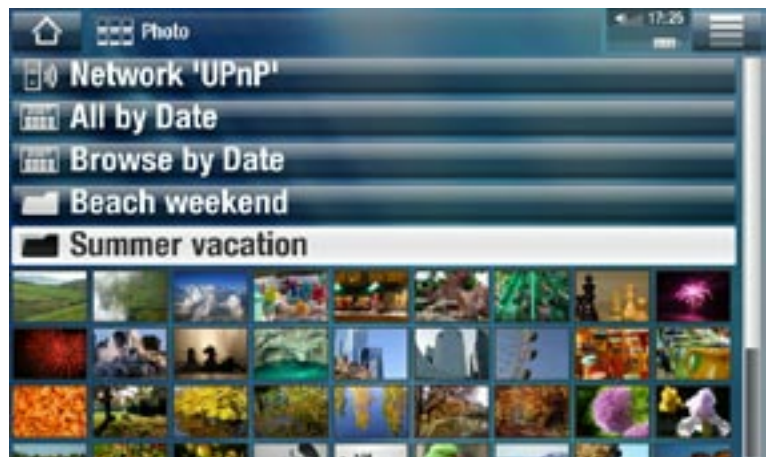 Photo
17:25
Network 'UPnP'
All by Date
Browse by Date
Beach weekend
Summer vacation